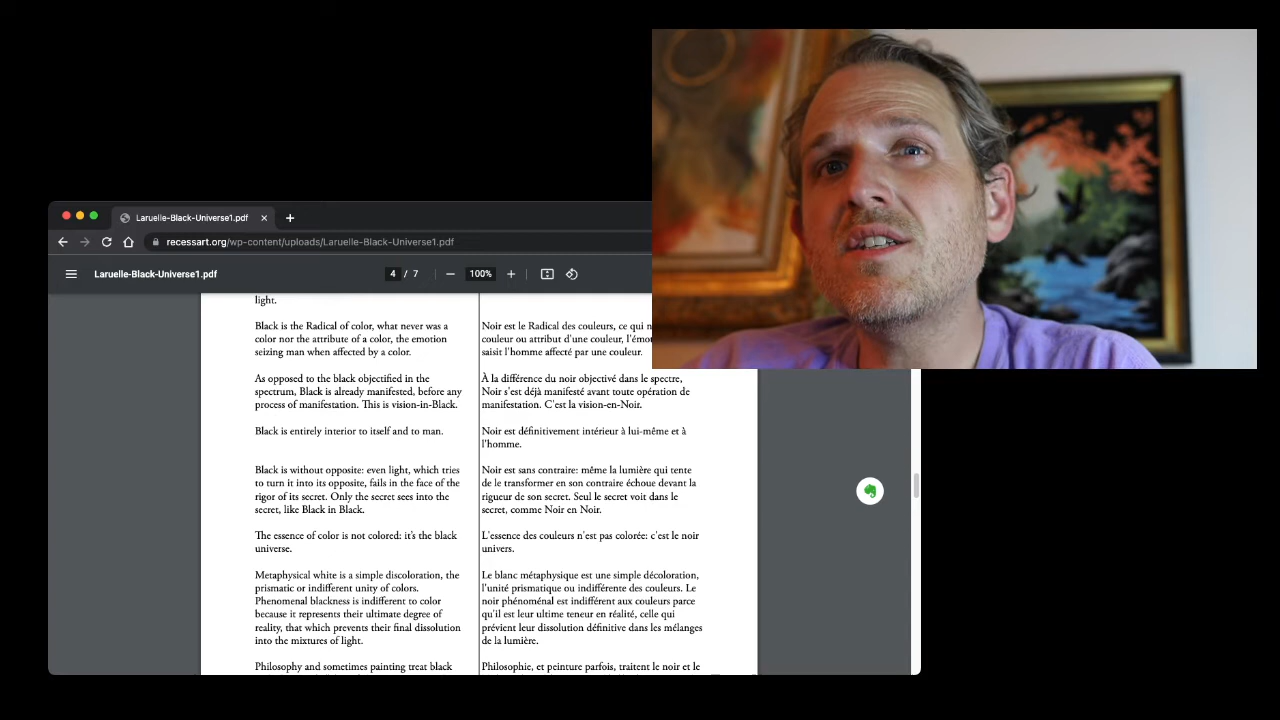 Laruelle-Black-Universe1.pdf
recessart.org/wp-content/uploads/Laruelle-Black-Universe1.pdf
Laruelle-Black-Universe1.pdf
4 / 7
100%
light.
Black is the Radical of color, what never was a
color nor the attribute of a color, the emotion
seizing man when affected by a color.
As opposed to the black objectified in the
spectrum, Black is already manifested, before any
process of manifestation. This is vision-in-Black.
Black is entirely interior to itself and to man.
Black is without opposite: even light, which tries
to turn it into its opposite, fails in the face of the
rigor of its secret. Only the secret sees into the
secret, like Black in Black.
The essence of color is not colored: it's the black
universe.
Metaphysical white is a simple discoloration, the
prismatic or indifferent unity of colors.
Phenomenal blackness is indifferent to color
because it represents their ultimate degree of
reality, that which prevents their final dissolution
into the mixtures of light.
Philosophy and sometimes painting treat black
Noir est le Radical des couleurs, ce qui
couleur ou attribut d'une couleur,
saisit l'homme affecté par une couleur.
À la différence du noir objectivé dans le spectre,
Noir s'est déjà manifesté avant toute opération de
manifestation. C'est la vision-en-Noir.
Noir est définitivement intérieur à lui-même et à
l'homme.
Noir est sans contraire: même la lumière qui tente
de le transformer en son contraire échoue devant la
rigueur de son secret. Seul le secret voit dans le
secret, comme Noir en Noir.
L'essence des couleurs n'est pas colorée: c'est le noir
univers.
Le blanc métaphysique est une simple décoloration,
l'unité prismatique ou indifférente des couleurs. Le
noir phénoménal est indifférent aux couleurs parce
qu'il est leur ultime teneur en réalité, celle qui
prévient leur dissolution définitive dans les mélanges
de la lumière.
Philosophie, et peinture parfois, traitent le noir et le